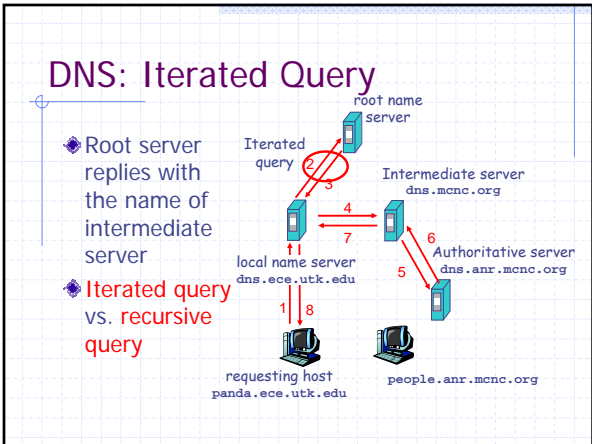 DNS: Iterated Query
Root server
replies with
the name of
intermediate
server
Iterated query
vs. recursive
query
root name
server
Iterated
query
2
3
Intermediate server
dns.mcnc.org
4
7
6
5
Authoritative server
dns.anr.mcnc.org
local name server
dns.ece.utk.edu
1
8
requesting host
panda.ece.utk.edu
people.anr.mcnc.org